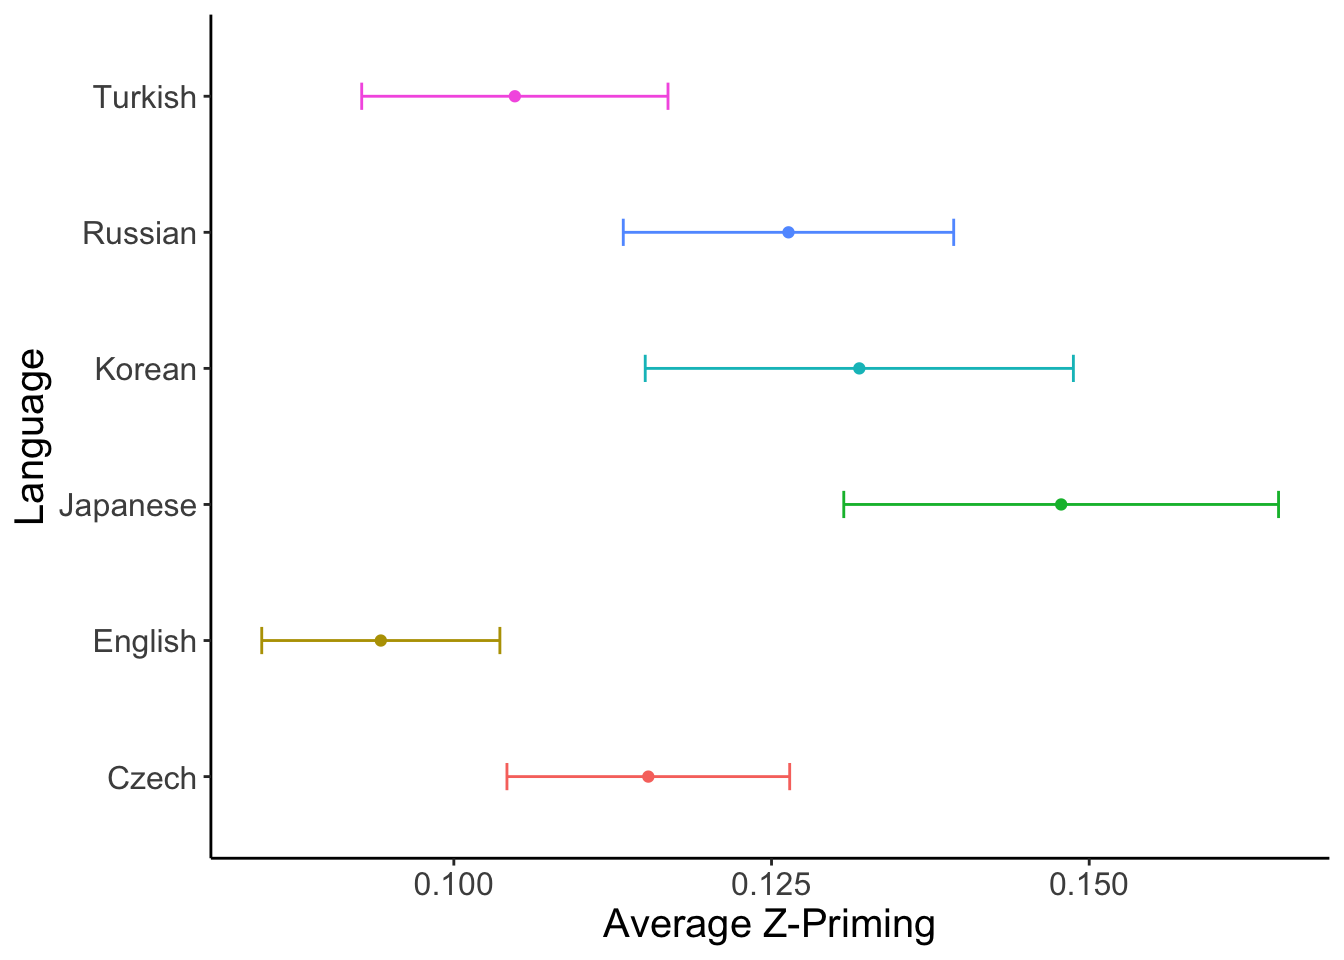 Turkish
Russian
Korean
Japanese
English
Czech
Language
0.100
0.125
0.150
Average Z-Priming